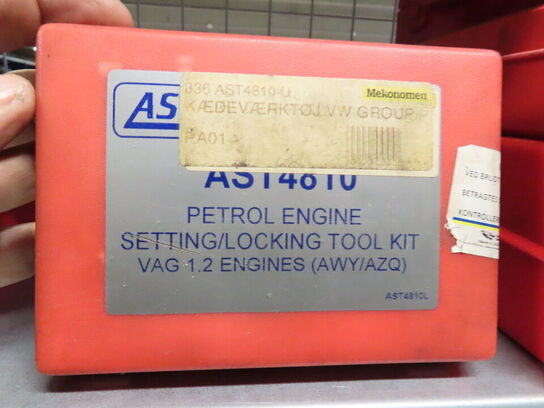 336 AST4810-U
Mekonomen
KÆDEVÆRKTØJ VW GROUP
PA01
AS
AST4810
PETROL ENGINE
SETTING/LOCKING TOOL KIT
VAG 1.2 ENGINES (AWY/AZQ)
AST4810L
VED BRUDT
BETRAGTES
KONTROLLER